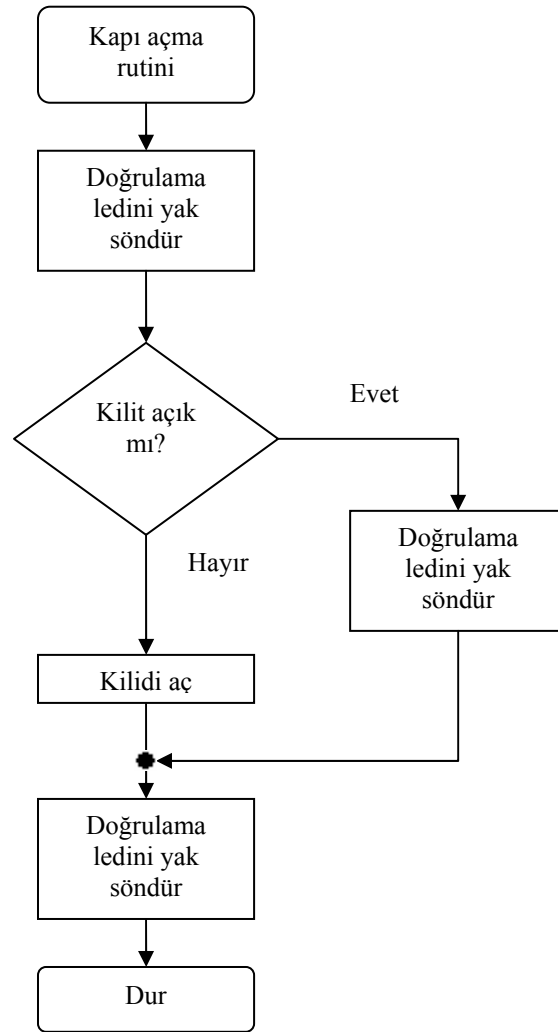 Kapı açma
rutini
Doğrulama
ledini yak
söndür
Kilit açık
mı?
Evet
Doğrulama
ledini yak
söndür
Hayır
Kilidi aç
Doğrulama
ledini yak
söndür
Dur